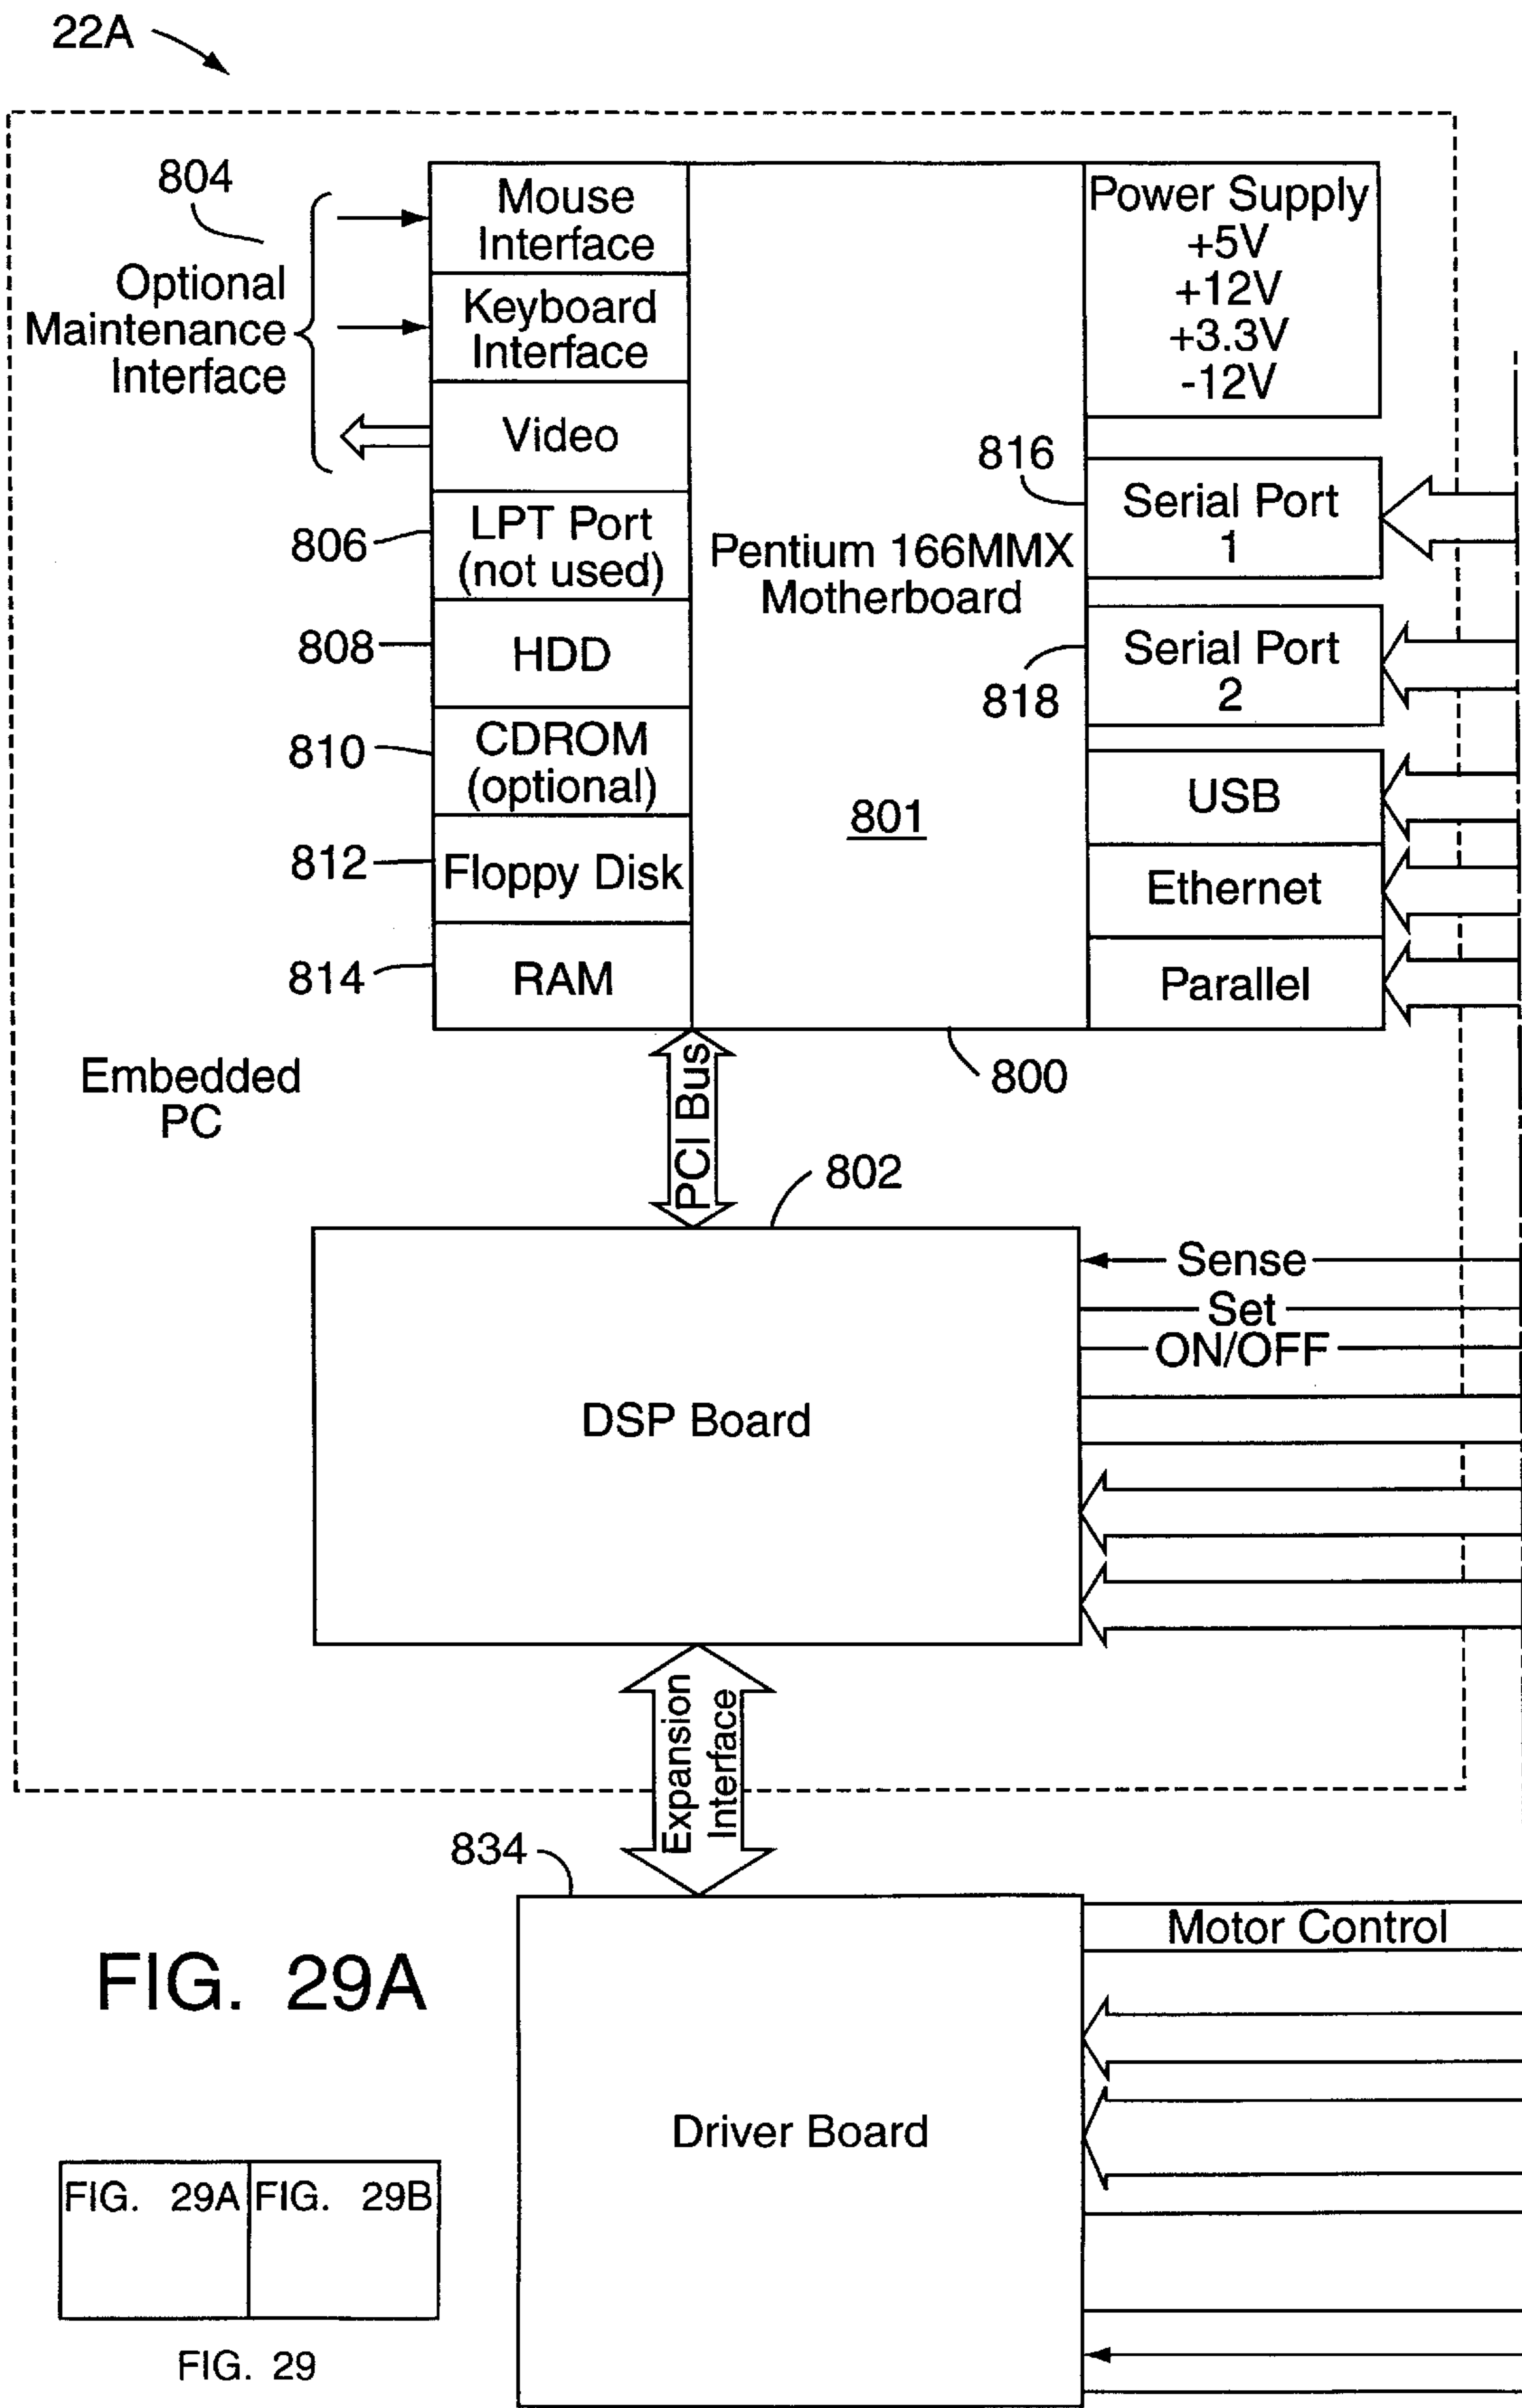 22A
804
Optional
Maintenance
Interface
Mouse
Interface
Keyboard
Interface
Video
806
LPT Port
(not used)
808
HDD
810
CDROM
(optional)
812
Floppy Disk
814
RAM
Pentium 166MMX
Motherboard
801
Power Supply
+5V
+12V
+3.3V
-12V
816
Serial Port
1
818
Serial Port
2
USB
Ethernet
Parallel
800
Embedded
PC
PCI Bus
802
DSP Board
Sense
Set
ON/OFF
Expansion
Interface
834
Driver Board
Motor Control
FIG. 29A
FIG. 29A
FIG. 29B
FIG. 29